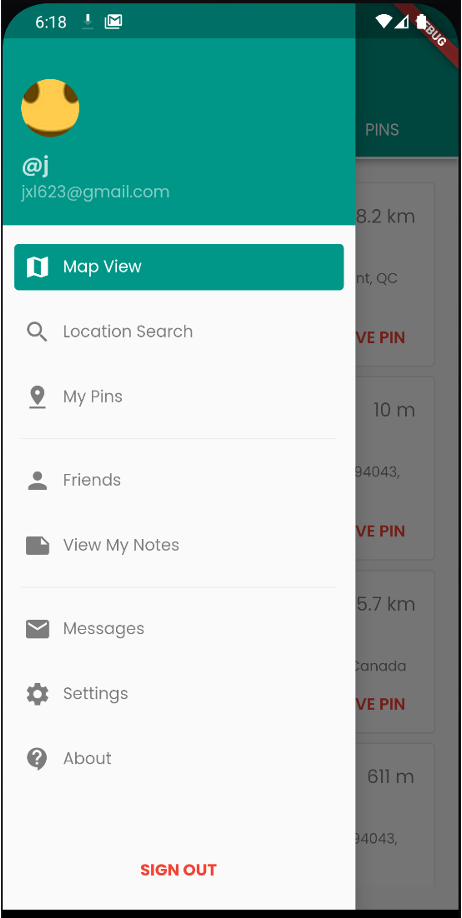 6:18
PINS
@j
jxl623@gmail.com
8.2 km
Map View
nt, QC
Location Search
VE PIN
My Pins
10 m
Friends
94043,
View My Notes
VE PIN
5.7 km
Messages
Canada
Settings
VE PIN
About
611 m
94043,
SIGN OUT